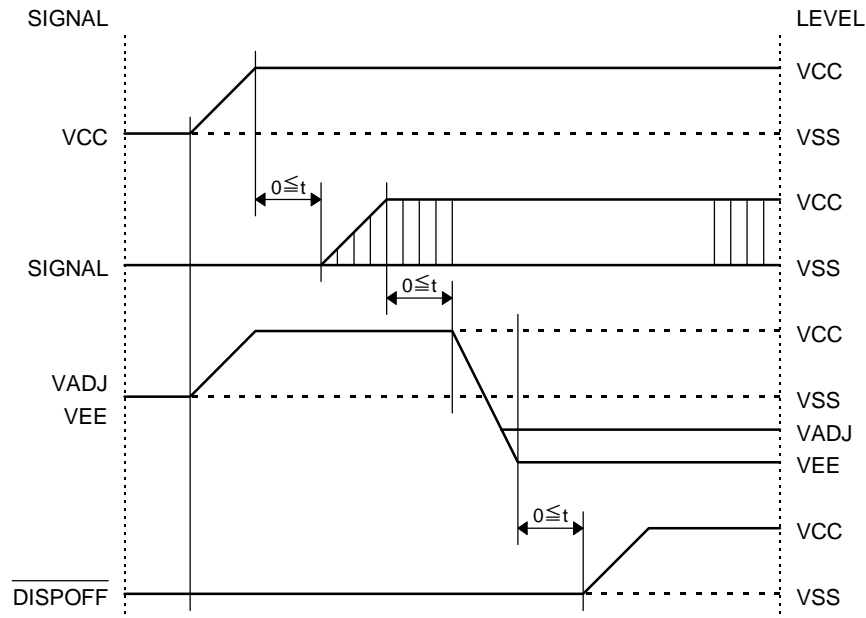 SIGNAL LEVEL
VCC
VCC VSS
0≦t
VCC
SIGNAL VSS
0≦t
VCC
VADJ VSS
VEE
VADJ
VEE
0≦t
VCC
DISPOFF VSS